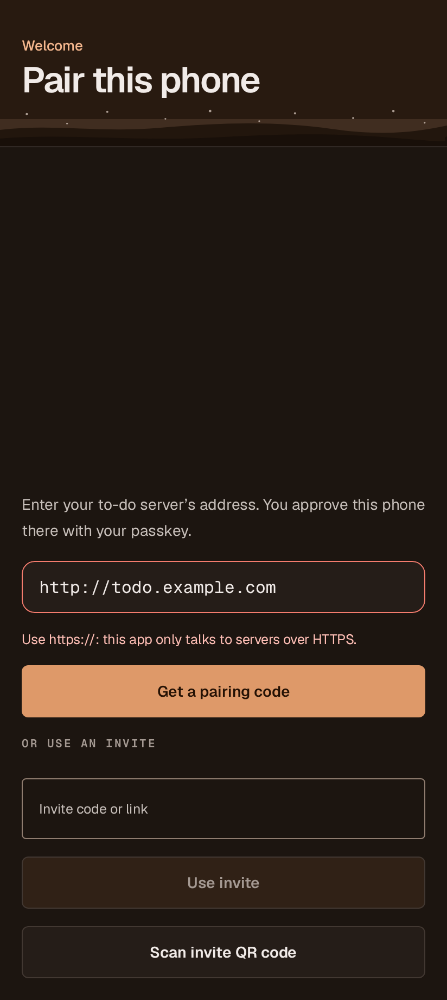 Welcome
Pair this phone
Enter your to-do server’s address. You approve this phone
there with your passkey.
http://todo.example.com
Use https://: this app only talks to servers over HTTPS.
Get a pairing code
OR USE AN INVITE
Invite code or link
Use invite
Scan invite QR code